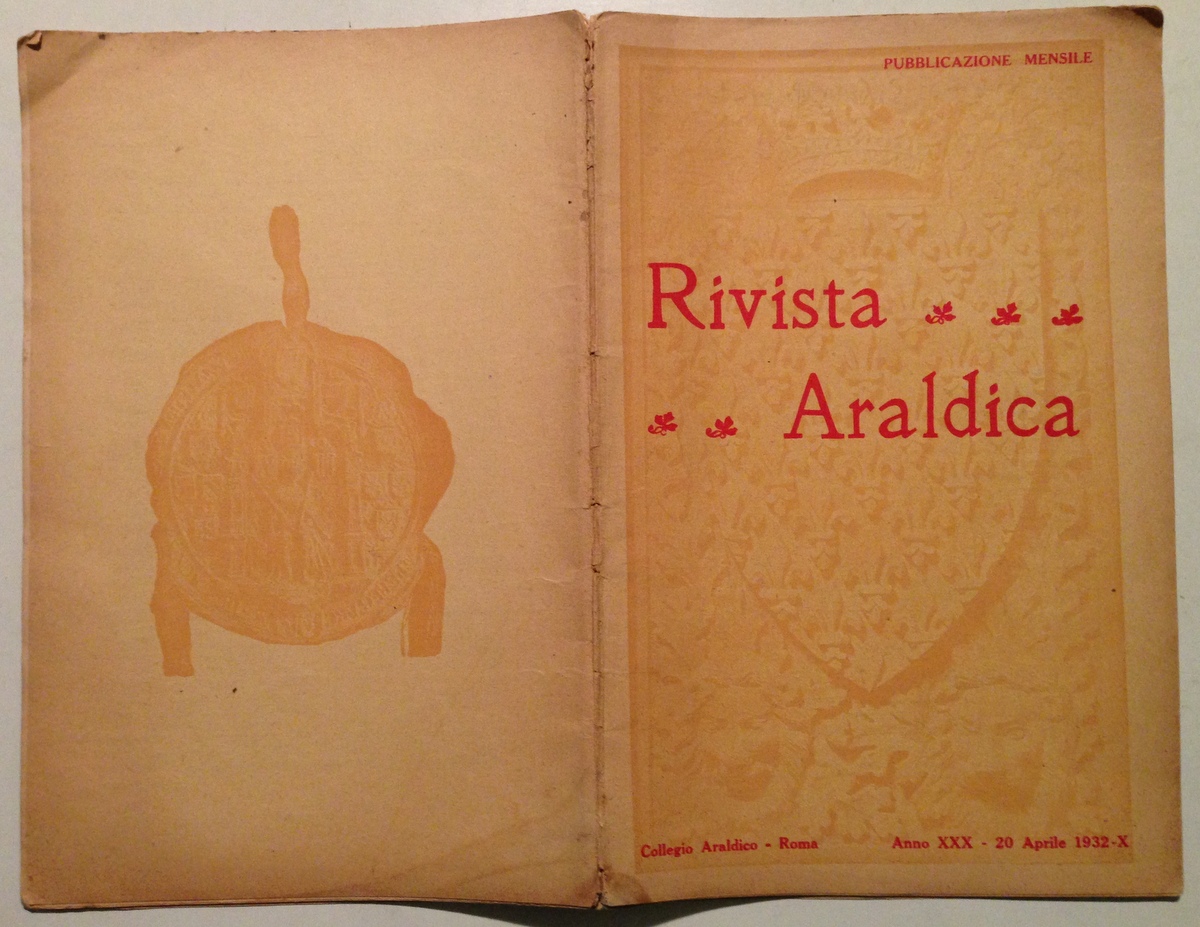 PUBBLICAZIONE MENSILE
Rivista
Araldica
Collegio Araldico - Roma
Anno XXX - 20 Aprile 1932-X